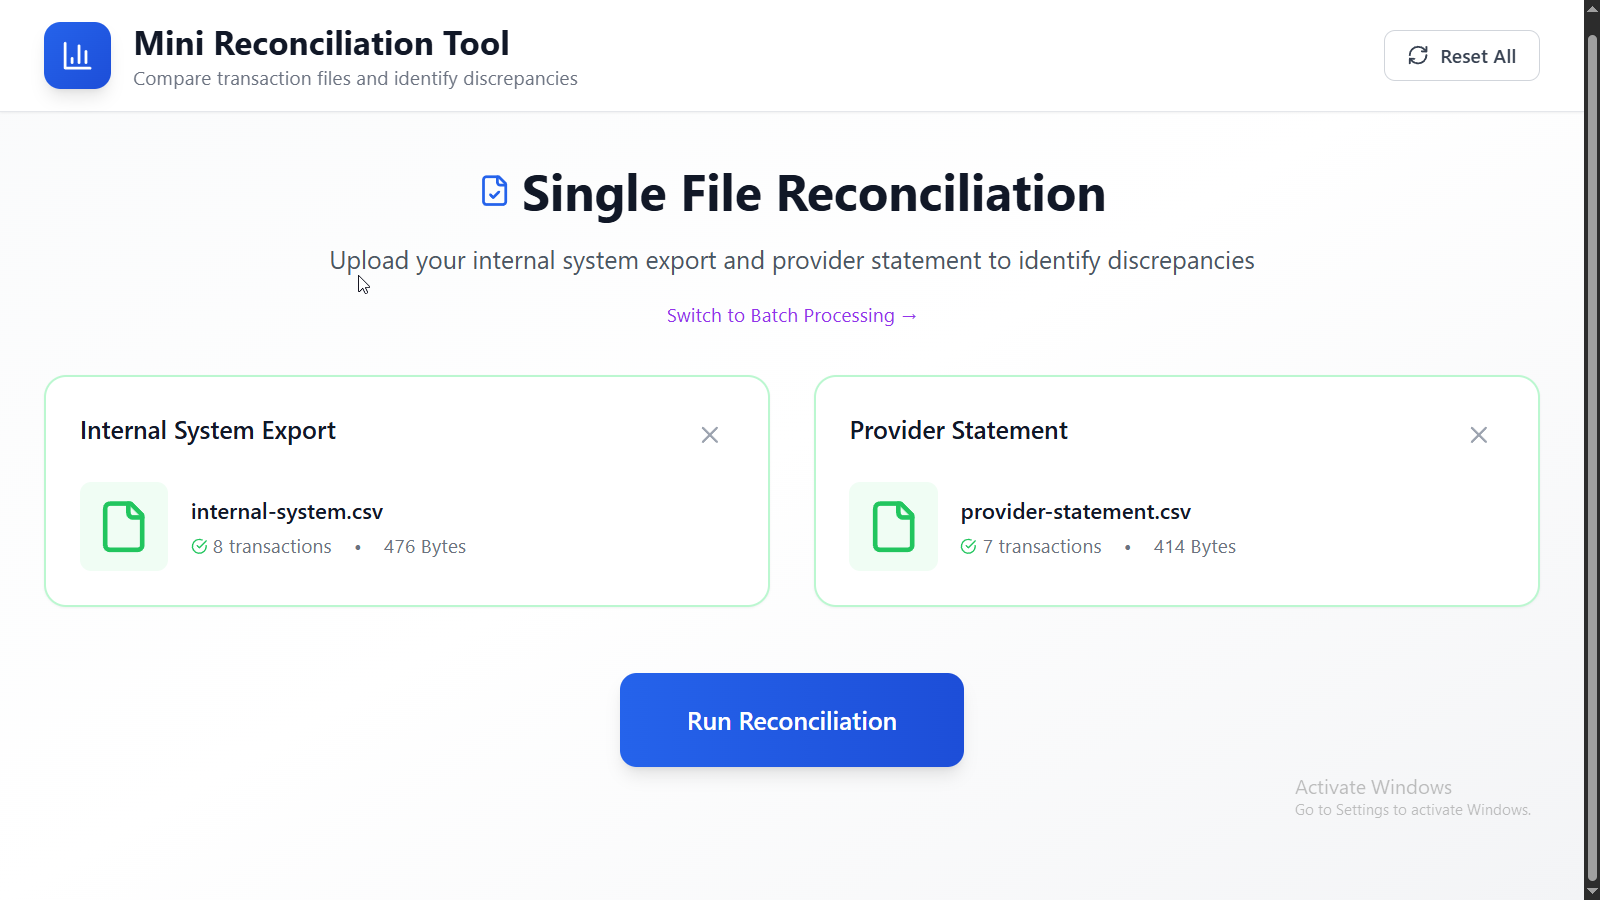 Mini Reconciliation Tool
Compare transaction files and identify discrepancies
Reset All
Single File Reconciliation
Upload your internal system export and provider statement to identify discrepancies
Switch to Batch Processing →
Internal System Export
internal-system.csv
8 transactions • 476 Bytes
Provider Statement
provider-statement.csv
7 transactions • 414 Bytes
Run Reconciliation
Activate Windows
Go to Settings to activate Windows.